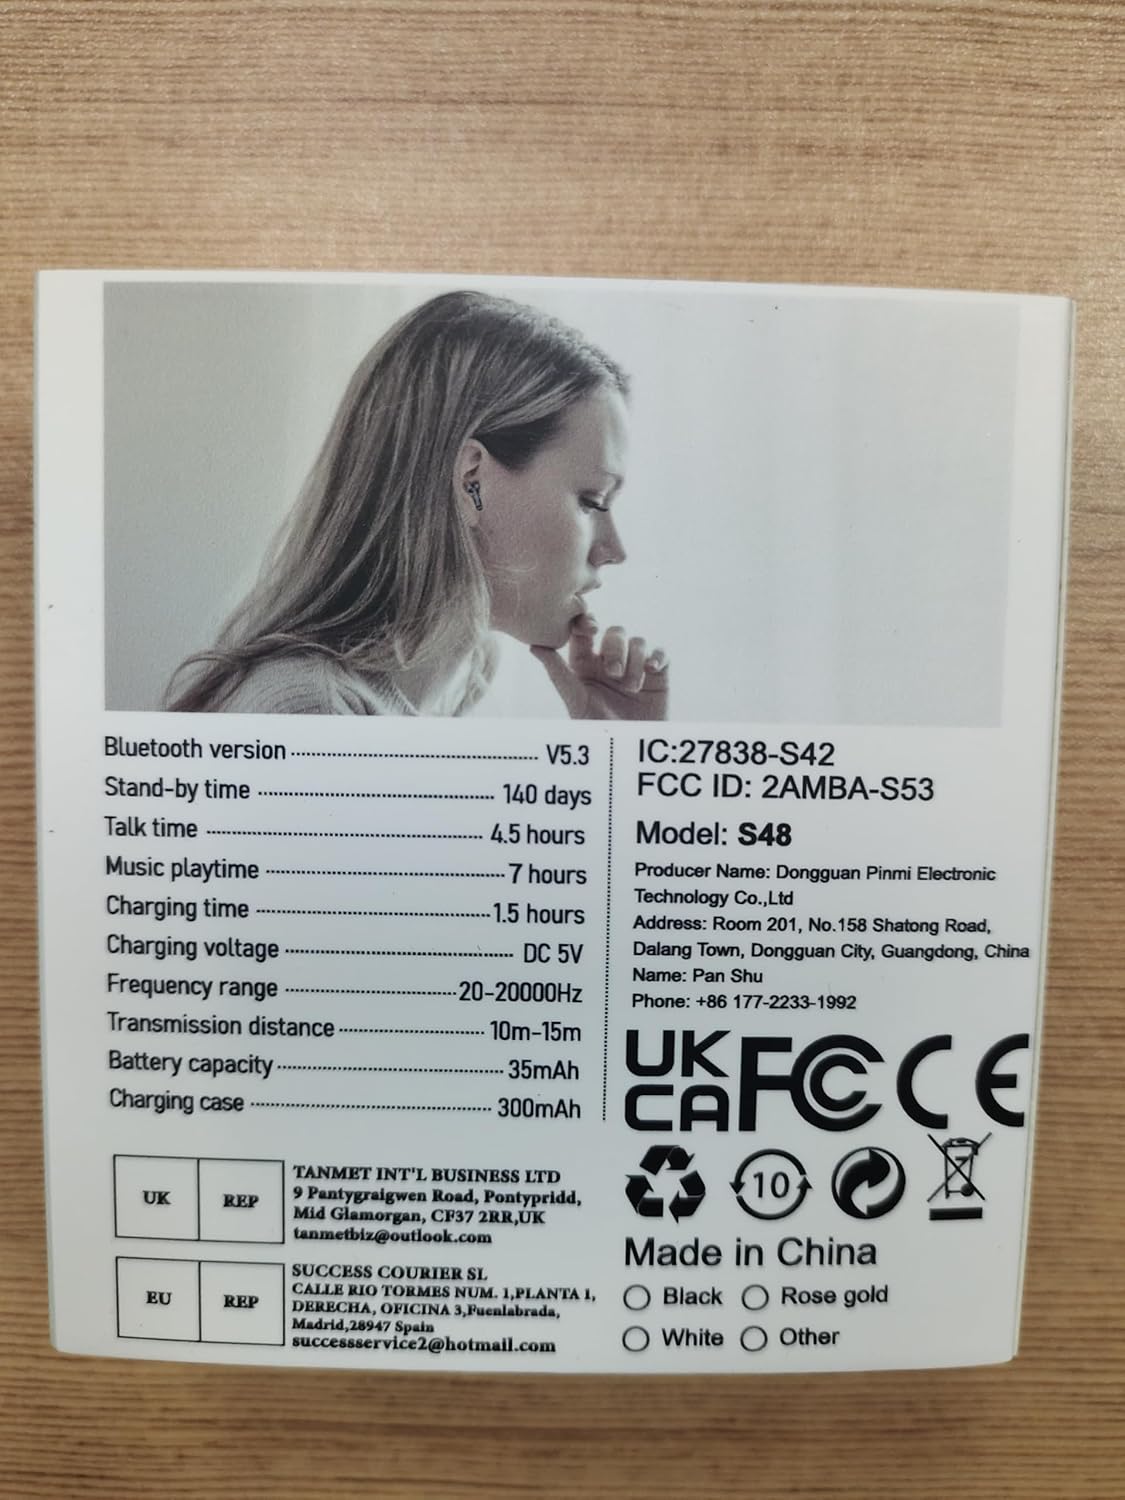 Bluetooth version V5.3
Stand-by time 140 days
Talk time 4.5 hours
Music playtime 7 hours
Charging time 1.5 hours
Charging voltage DC 5V
Frequency range 20-20000Hz
Transmission distance 10m-15m
Battery capacity 35mAh
Charging case 300mAh
UK REP
TANMET INT'L BUSINESS LTD
9 Pantygraigwen Road, Pontypridd,
Mid Glamorgan, CF37 2RR,UK
tanmetbiz@outlook.com
EU REP
SUCCESS COURIER SL
CALLE RIO TORMES NUM. 1,PLANTA 1,
DERECHA, OFICINA 3,Fuenlabrada,
Madrid,28947 Spain
successservice2@hotmail.com
IC:27838-S42
FCC ID: 2AMBA-S53
Model: S48
Producer Name: Dongguan Pinmi Electronic
Technology Co.,Ltd
Address: Room 201, No.158 Shatong Road,
Dalang Town, Dongguan City, Guangdong, China
Name: Pan Shu
Phone: +86 177-2233-1992
UK
CA
FC CE
10
Made in China
Black Rose gold
White Other